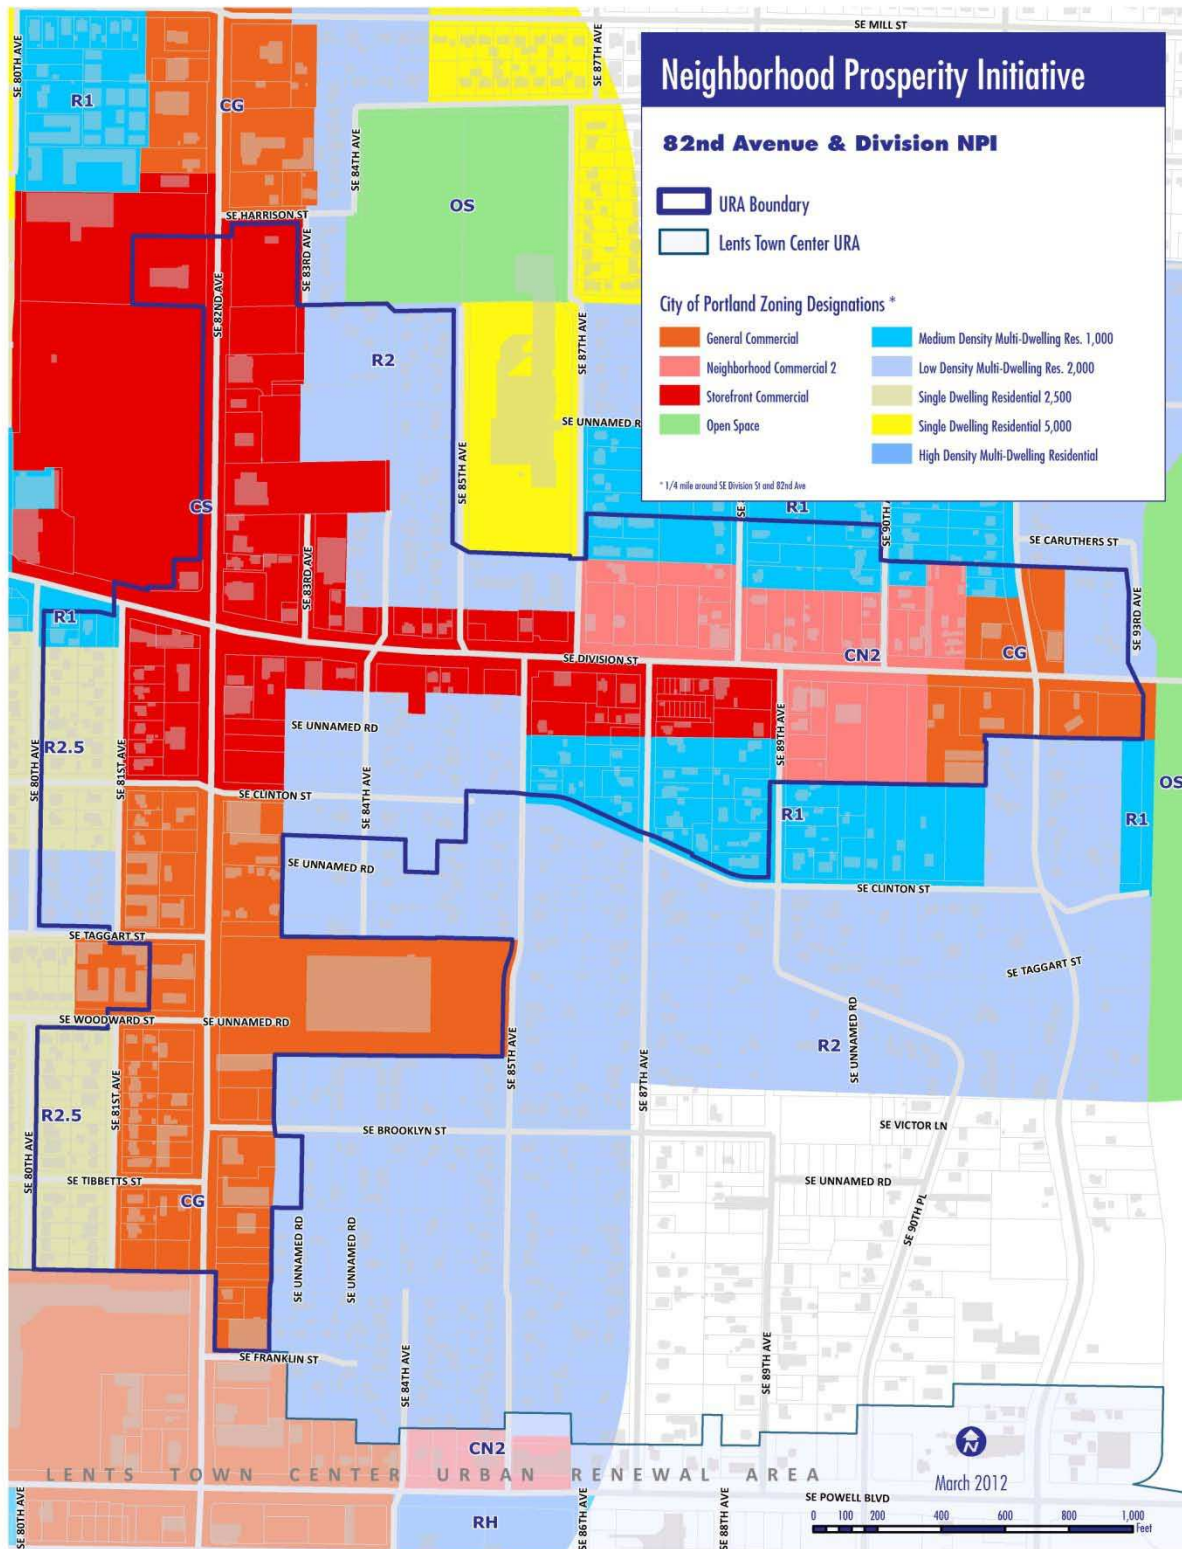 SE MILL ST
SE 80TH AVE
SE 87TH AVE
Neighborhood Prosperity Initiative
82nd Avenue & Division NPI
URA Boundary
Lents Town Center URA
City of Portland Zoning Designations *
General Commercial
Neighborhood Commercial 2
Storefront Commercial
Open Space
Medium Density Multi-Dwelling Res. 1,000
Low Density Multi-Dwelling Res. 2,000
Single Dwelling Residential 2,500
Single Dwelling Residential 5,000
High Density Multi-Dwelling Residential
* 1/4 mile around SE Division St and 82nd Ave
R1
CG
SE 84TH AVE
OS
SE HARRISON ST
SE 83RD AVE
SE 82ND AVE
R2
SE 87TH AVE
SE UNNAMED R
SE 85TH AVE
CS
R1
SE 90TH A
SE CARUTHERS ST
SE 83RD AVE
R1
SE 93RD AVE
SE DIVISION ST
CN2
CG
SE UNNAMED RD
SE 89TH AVE
R2.5
SE 80TH AVE
SE 81ST AVE
SE 84TH AVE
SE CLINTON ST
OS
R1
R1
SE UNNAMED RD
SE CLINTON ST
SE TAGGART ST
SE TAGGART ST
SE WOODWARD ST
SE UNNAMED RD
SE UNNAMED RD
R2
SE 85TH AVE
SE 87TH AVE
SE 81ST AVE
R2.5
SE 80TH AVE
SE BROOKLYN ST
SE VICTOR LN
SE TIBBETTS ST
SE UNNAMED RD
CG
SE 90TH PL
SE UNNAMED RD
SE UNNAMED RD
SE FRANKLIN ST
SE 84TH AVE
SE 89TH AVE
CN2
N
LENTS TOWN CENTER URBAN RENEWAL AREA
March 2012
SE POWELL BLVD
SE 80TH AVE
RH
SE 86TH AVE
SE 88TH AVE
0 100 200 400 600 800 1,000
Feet